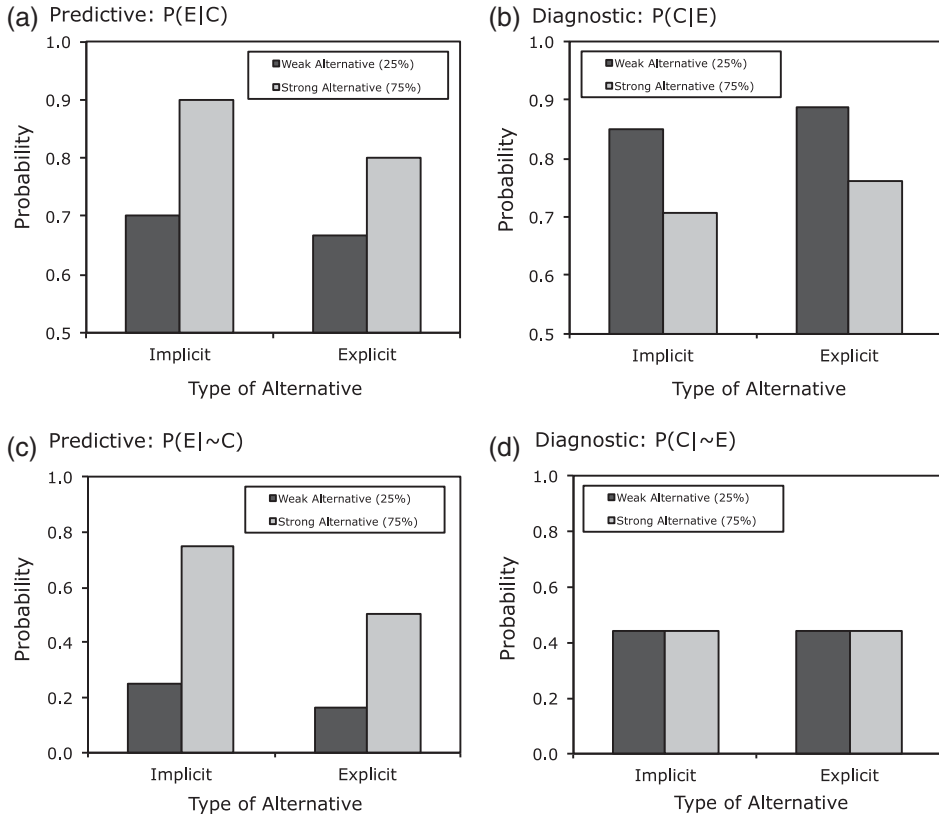 (a) Predictive: P(E|C)
1.0
0.9
0.8
0.7
0.6
0.5
Probability
Weak Alternative (25%)
Strong Alternative (75%)
Implicit Explicit
Type of Alternative
(b) Diagnostic: P(C|E)
1.0
0.9
0.8
0.7
0.6
0.5
Probability
Weak Alternative (25%)
Strong Alternative (75%)
Implicit Explicit
Type of Alternative
(c) Predictive: P(E|~C)
1.0
0.8
0.6
0.4
0.2
0.0
Probability
Weak Alternative (25%)
Strong Alternative (75%)
Implicit Explicit
Type of Alternative
(d) Diagnostic: P(C|~E)
1.0
0.8
0.6
0.4
0.2
0.0
Probability
Weak Alternative (25%)
Strong Alternative (75%)
Implicit Explicit
Type of Alternative